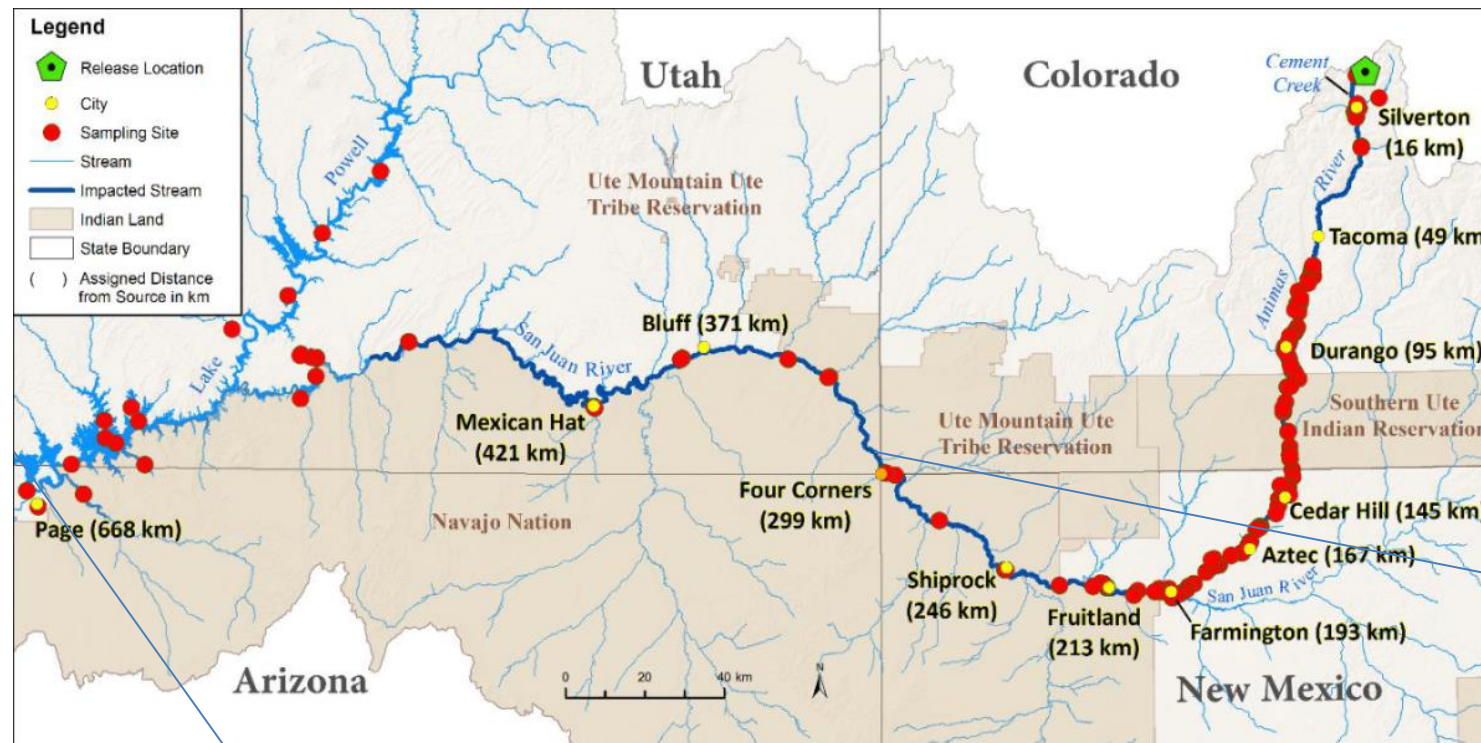 Legend
Release Location
City
Sampling Site
Stream
Impacted Stream
Indian Land
State Boundary
( ) Assigned Distance
from Source in km
Utah
Colorado
Cement
Creek
Silverton
(16 km)
Powell
Ute Mountain Ute
Tribe Reservation
River
Tacoma (49 km
Animas
San Juan River
Bluff (371 km)
Durango (95 km)
Lake
Mexican Hat
(421 km)
Ute Mountain Ute
Tribe Reservation
Southern Ute
Indian Reservation
Four Corners
(299 km)
Navajo Nation
Page (668 km)
Cedar Hill (145 km)
Aztec (167 km)
Shiprock
(246 km)
San Juan River
Fruitland
(213 km)
Farmington (193 km)
Arizona
0 20 40 km
N
New Mexico